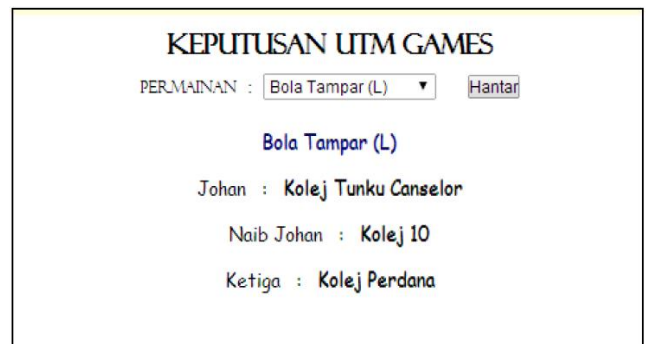 KEPUTUSAN UTM GAMES
PERMAINAN : Bola Tampar (L) ▼ Hantar
Bola Tampar (L)
Johan : Kolej Tunku Canselor
Naib Johan : Kolej 10
Ketiga : Kolej Perdana